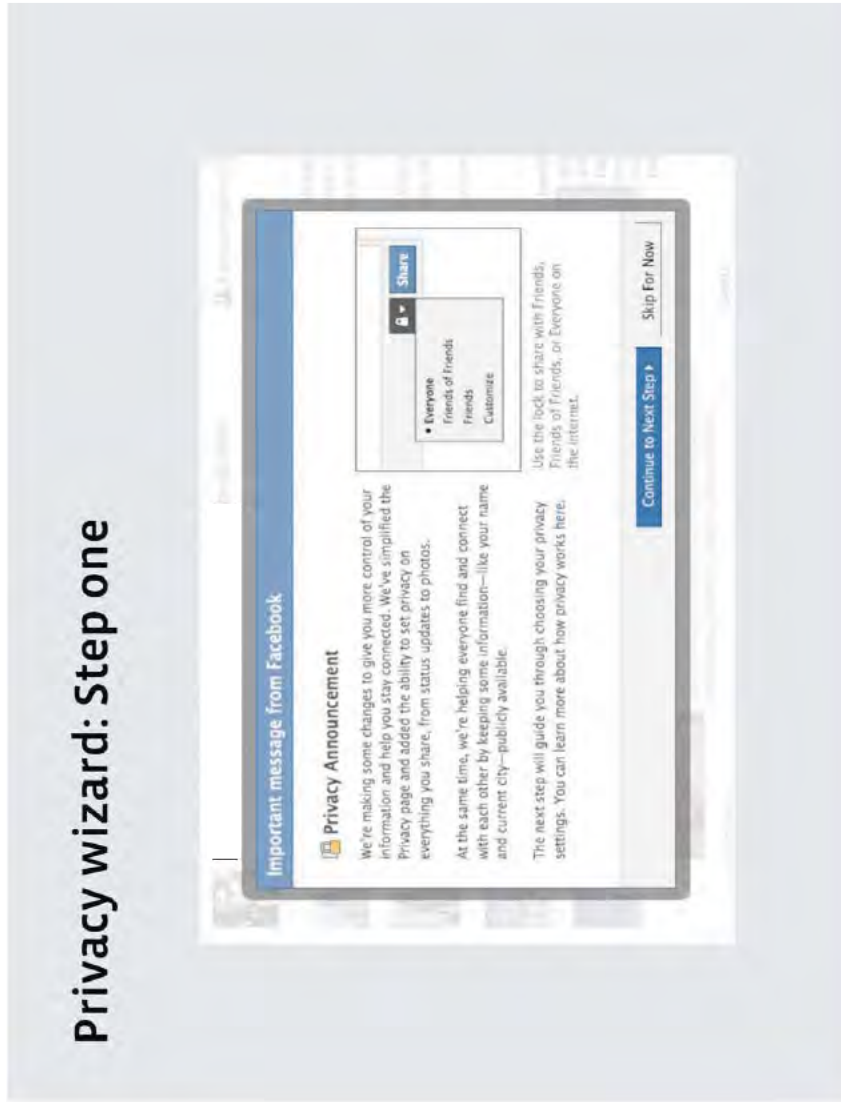 Privacy wizard: Step one
Important message from Facebook
Privacy Announcement
We're making some changes to give you more control of your
information and help you stay connected. We've simplified the
Privacy page and added the ability to set privacy on
everything you share, from status updates to photos.
At the same time, we're helping everyone find and connect
with each other by keeping some information—like your name
and current city—publicly available.
The next step will guide you through choosing your privacy
settings. You can learn more about how privacy works here.
Share
• Everyone
Friends of Friends
Friends
Customize
Use the lock to share with Friends,
Friends of Friends, or Everyone on
the internet.
Continue to Next Step
Skip For Now